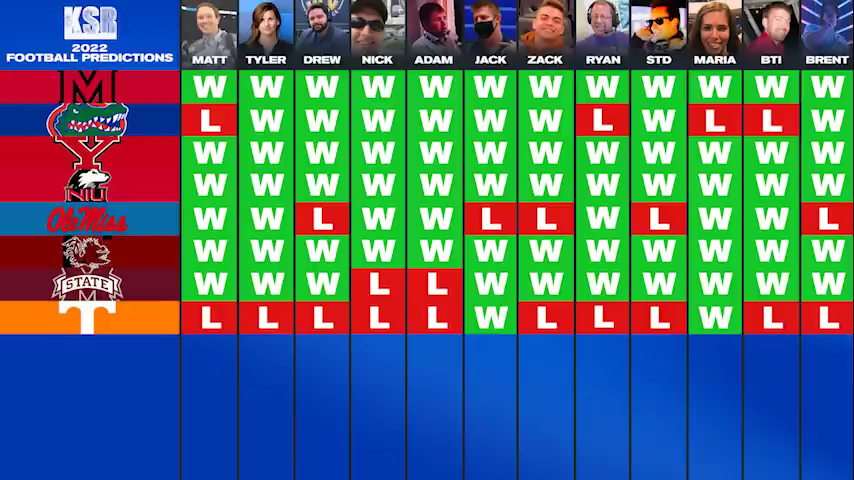 KSR
2022
FOOTBALL PREDICTIONS
MATT TYLER DREW NICK ADAM JACK ZACK RYAN STD MARIA BTI BRENT
M W W W W W W W W W W W W
L W W W W W W L W L L W
Y W W W W W W W W W W W W
NIU W W W W W W W W W W W W
Ole Miss W W L W W L L W L W W L
W W W W W W W W W W W W
STATE M W W W L L W W W W W W W
T L L L L L W L L L W L L